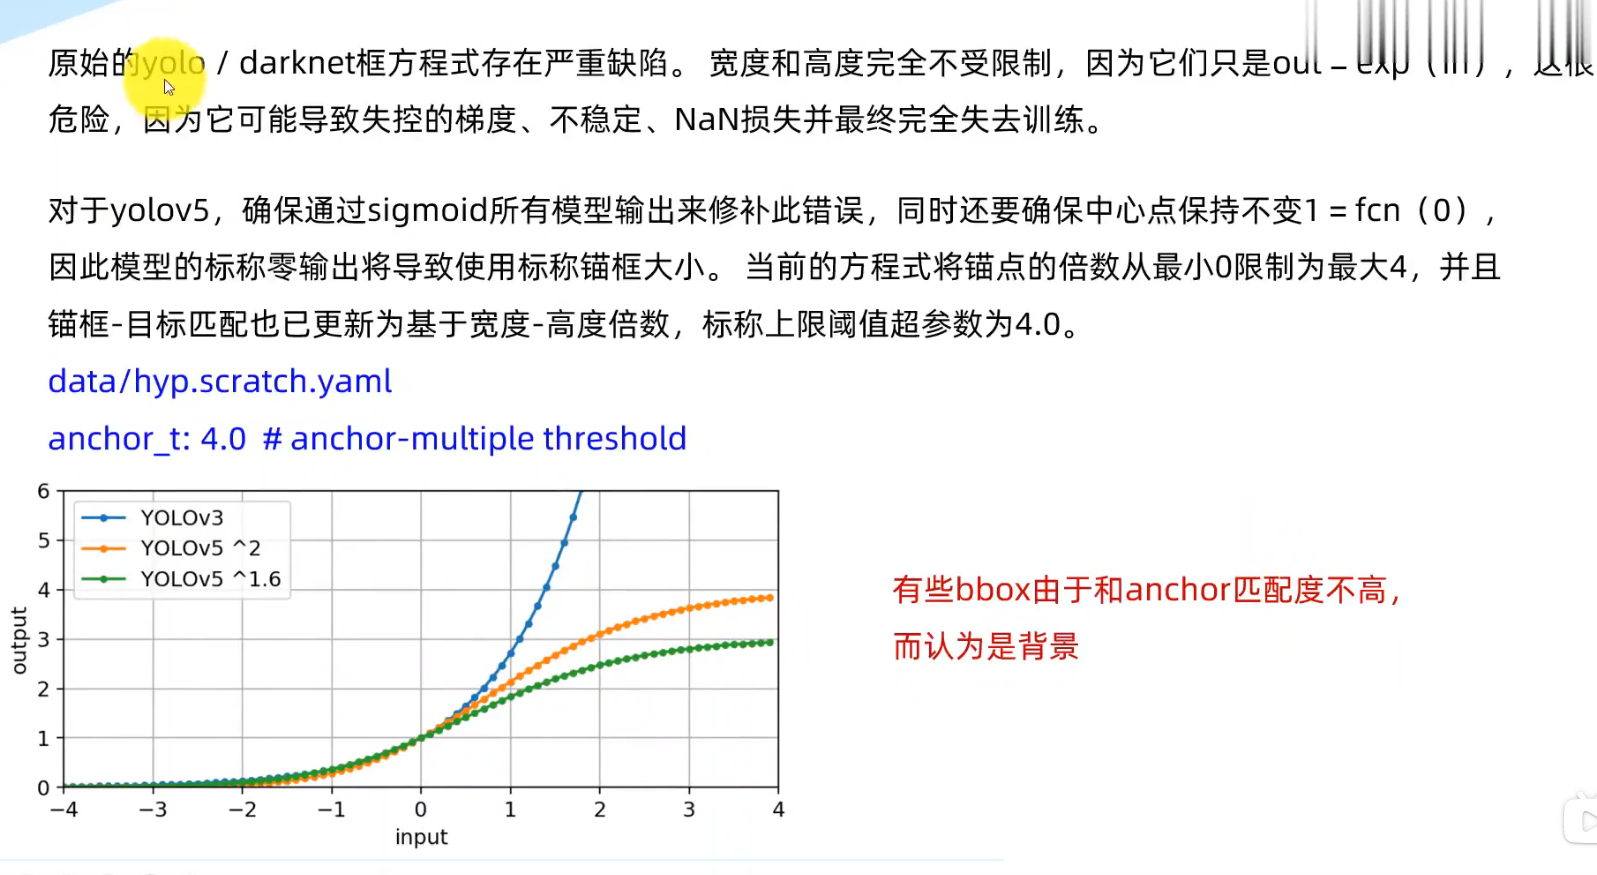 原始的yolo / darknet框方程式存在严重缺陷。 宽度和高度完全不受限制，因为它们只是out = exp（in），这很
危险，因为它可能导致失控的梯度、不稳定、NaN损失并最终完全失去训练。
对于yolov5，确保通过sigmoid所有模型输出来修补此错误，同时还要确保中心点保持不变1 = fcn（0），
因此模型的标称零输出将导致使用标称锚框大小。 当前的方程式将锚点的倍数从最小0限制为最大4，并且
锚框-目标匹配也已更新为基于宽度-高度倍数，标称上限阈值超参数为4.0。
data/hyp.scratch.yaml
anchor_t: 4.0  # anchor-multiple threshold
6
5
4
3
2
1
0
output
YOLOv3
YOLOv5 ^2
YOLOv5 ^1.6
−4 −3 −2 −1 0 1 2 3 4
input
有些bbox由于和anchor匹配度不高，
而认为是背景